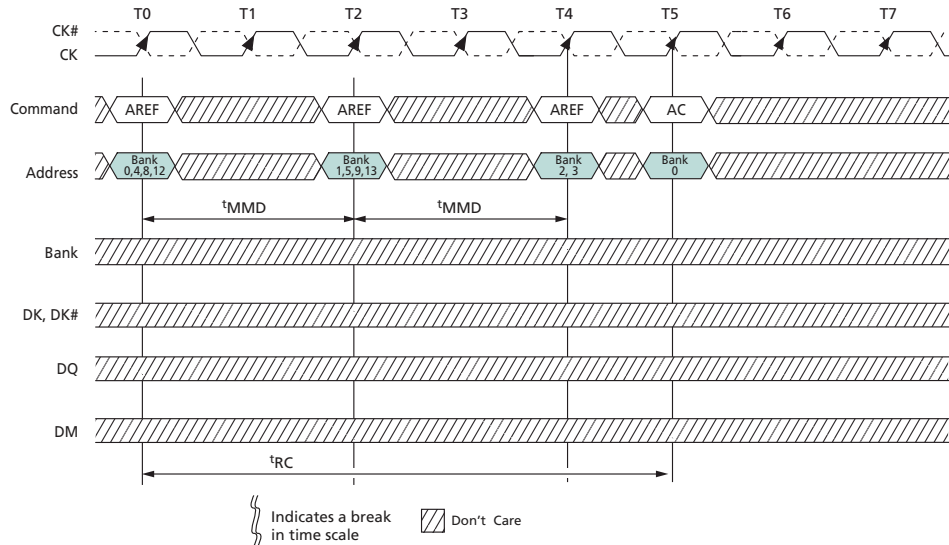 T0 T1 T2 T3 T4 T5 T6 T7
CK#
CK
Command AREF AREF AREF AC
Address Bank 0,4,8,12 Bank 1,5,9,13 Bank 2, 3 Bank 0
tMMD tMMD
Bank
DK, DK#
DQ
DM
tRC
Indicates a break
in time scale
Don't Care